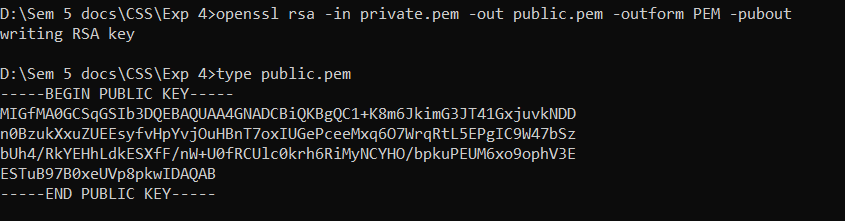 D:\Sem 5 docs\CSS\Exp 4>openssl rsa -in private.pem -out public.pem -outform PEM -pubout
writing RSA key
D:\Sem 5 docs\CSS\Exp 4>type public.pem
-----BEGIN PUBLIC KEY-----
MIGfMA0GCSqGSIb3DQEBAQUAA4GNADCBiQKBgQC1+K8m6JkimG3JT41GxjuvkNDD
n0BzukXxuZUEEsyfvHpYvjOuHBnT7oxIUGePceeMxq6O7WrqRtL5EPgIC9W47bSz
bUh4/RkYEHhLdkESXfF/nW+U0fRCUlc0krh6RiMyNCYHO/bpkuPEUM6xo9ophV3E
ESTuB97B0xeUVp8pkwIDAQAB
-----END PUBLIC KEY-----